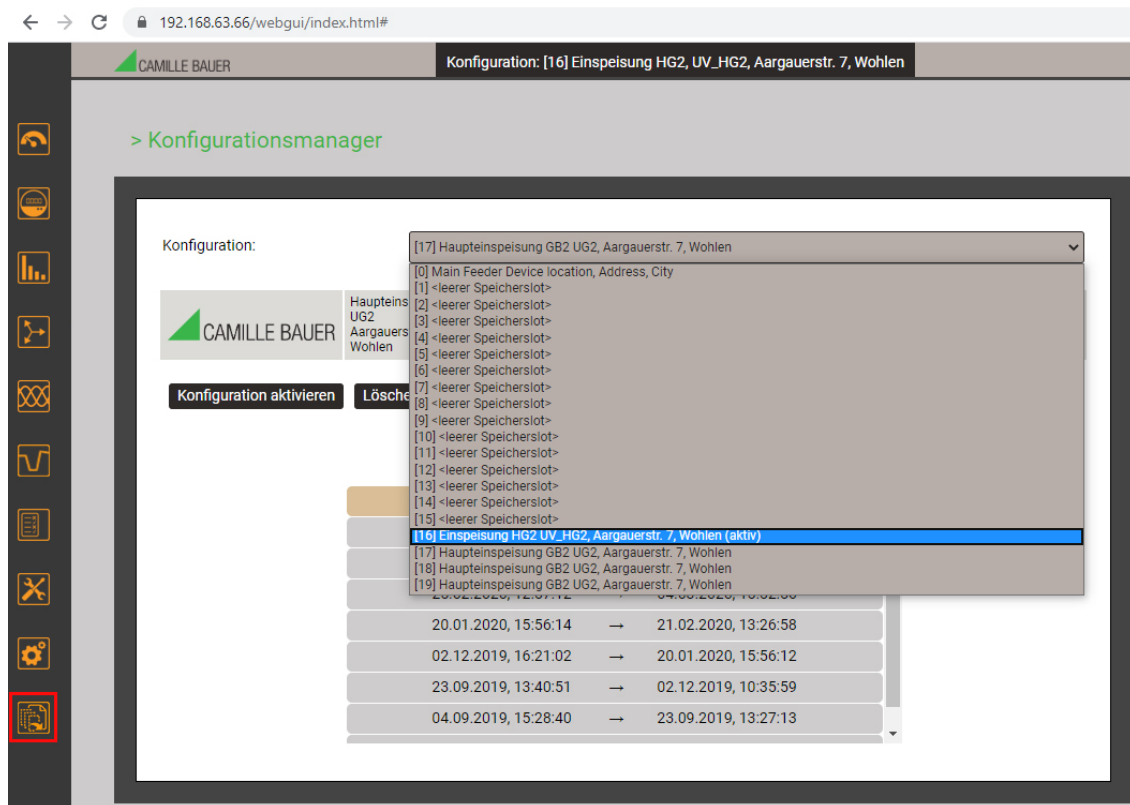 192.168.63.66/webgui/index.html#
CAMILLE BAUER
Konfiguration: [16] Einspeisung HG2, UV_HG2, Aargauerstr. 7, Wohlen
> Konfigurationsmanager
Konfiguration:
[17] Haupteinspeisung GB2 UG2, Aargauerstr. 7, Wohlen
[0] Main Feeder Device location, Address, City
[1] <leerer Speicherslot>
[2] <leerer Speicherslot>
[3] <leerer Speicherslot>
[4] <leerer Speicherslot>
[5] <leerer Speicherslot>
[6] <leerer Speicherslot>
[7] <leerer Speicherslot>
[8] <leerer Speicherslot>
[9] <leerer Speicherslot>
[10] <leerer Speicherslot>
[11] <leerer Speicherslot>
[12] <leerer Speicherslot>
[13] <leerer Speicherslot>
[14] <leerer Speicherslot>
[15] <leerer Speicherslot>
[16] Einspeisung HG2 UV_HG2, Aargauerstr. 7, Wohlen (aktiv)
[17] Haupteinspeisung GB2 UG2, Aargauerstr. 7, Wohlen
[18] Haupteinspeisung GB2 UG2, Aargauerstr. 7, Wohlen
[19] Haupteinspeisung GB2 UG2, Aargauerstr. 7, Wohlen
CAMILLE BAUER
Haupteins
UG2
Aargauers
Wohlen
Konfiguration aktivieren
Lösche
20.01.2020, 15:56:14 → 21.02.2020, 13:26:58
02.12.2019, 16:21:02 → 20.01.2020, 15:56:12
23.09.2019, 13:40:51 → 02.12.2019, 10:35:59
04.09.2019, 15:28:40 → 23.09.2019, 13:27:13